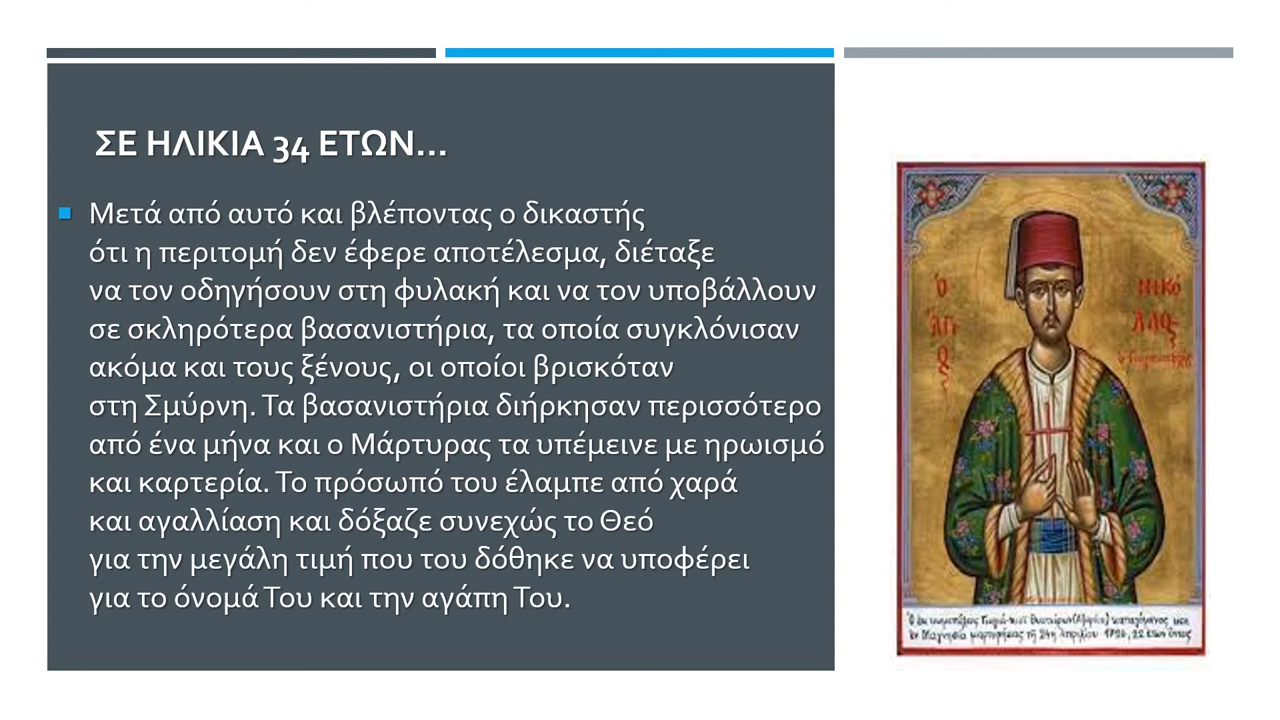 ΣΕ ΗΛΙΚΙΑ 34 ΕΤΩΝ...
Μετά από αυτό και βλέποντας ο δικαστής
ότι η περιτομή δεν έφερε αποτέλεσμα, διέταξε
να τον οδηγήσουν στη φυλακή και να τον υποβάλλουν
σε σκληρότερα βασανιστήρια, τα οποία συγκλόνισαν
ακόμα και τους ξένους, οι οποίοι βρισκόταν
στη Σμύρνη. Τα βασανιστήρια διήρκησαν περισσότερο
από ένα μήνα και ο Μάρτυρας τα υπέμεινε με ηρωισμό
και καρτερία. Το πρόσωπό του έλαμπε από χαρά
και αγαλλίαση και δόξαζε συνεχώς το Θεό
για την μεγάλη τιμή που του δόθηκε να υποφέρει
για το όνομά Του και την αγάπη Του.
Ὁ
ΝΙΚΌ
ΛΑΟΣ